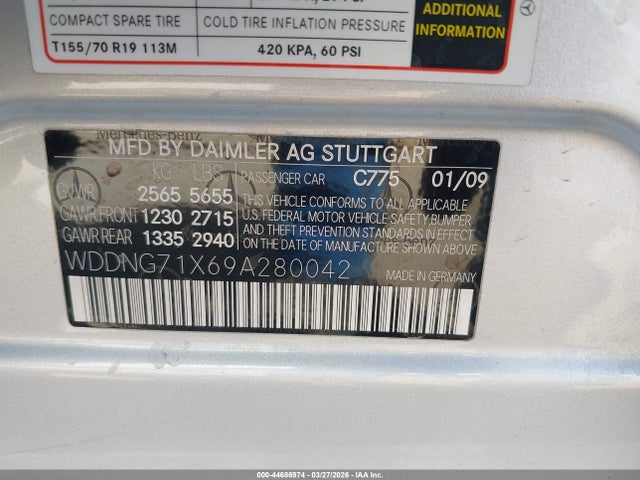 COMPACT SPARE TIRE COLD TIRE INFLATION PRESSURE
T155/70 R19 113M 420 KPA, 60 PSI
ADDITIONAL
INFORMATION
Mercedes-Benz
MFD BY DAIMLER AG STUTTGART
KG LBS PASSENGER CAR C775 01/09
GVWR 2565 5655
GAWR FRONT 1230 2715
GAWR REAR 1335 2940
THIS VEHICLE CONFORMS TO ALL APPLICABLE
U.S. FEDERAL MOTOR VEHICLE SAFETY, BUMPER
AND THEFT PREVENTION STANDARDS IN EFFECT
ON THE DATE OF MANUFACTURE SHOWN ABOVE
WDDNG71X69A280042
MADE IN GERMANY
000-44686974 | 03/27/2026 | COPART